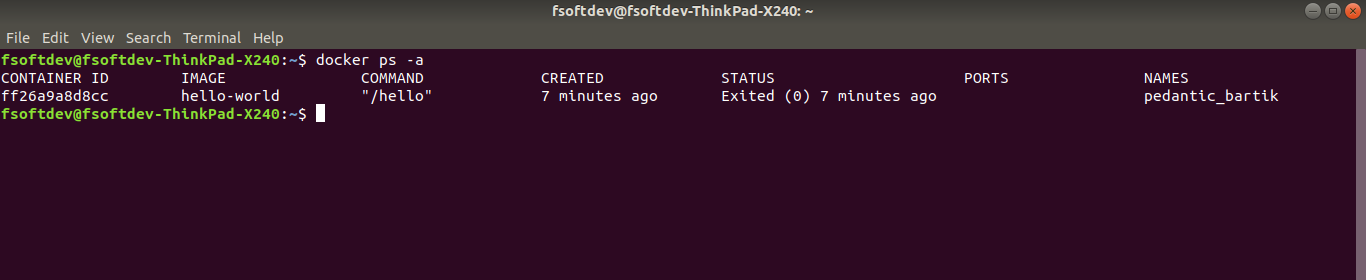 fsoftdev@fsoftdev-ThinkPad-X240: ~
File Edit View Search Terminal Help
fsoftdev@fsoftdev-ThinkPad-X240:~$ docker ps -a
CONTAINER ID        IMAGE               COMMAND             CREATED             STATUS                     PORTS               NAMES
ff26a9a8d8cc        hello-world         "/hello"            7 minutes ago       Exited (0) 7 minutes ago                       pedantic_bartik
fsoftdev@fsoftdev-ThinkPad-X240:~$